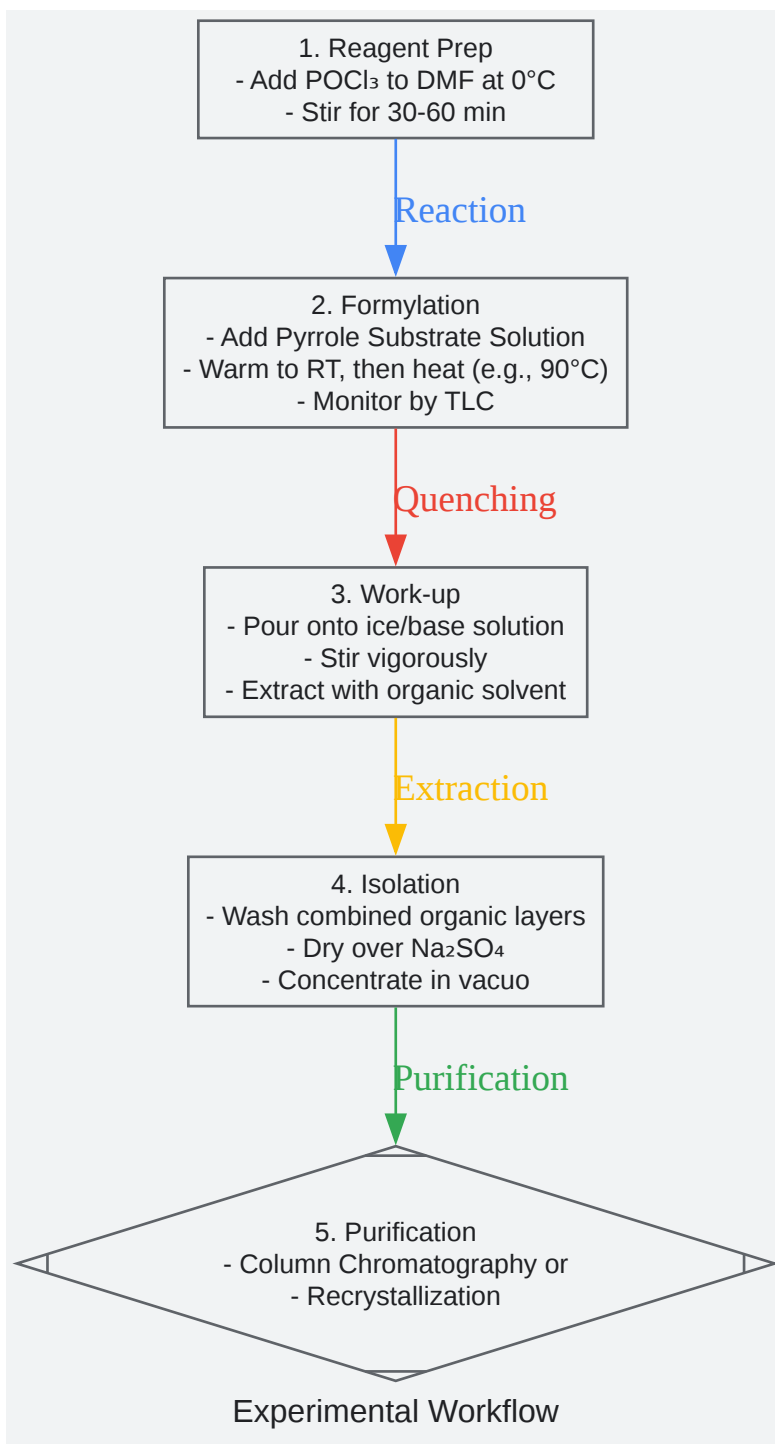 1. Reagent Prep
- Add POCl₃ to DMF at 0°C
- Stir for 30-60 min
Reaction
2. Formylation
- Add Pyrrole Substrate Solution
- Warm to RT, then heat (e.g., 90°C)
- Monitor by TLC
Quenching
3. Work-up
- Pour onto ice/base solution
- Stir vigorously
- Extract with organic solvent
Extraction
4. Isolation
- Wash combined organic layers
- Dry over Na₂SO₄
- Concentrate in vacuo
Purification
5. Purification
- Column Chromatography or
- Recrystallization
Experimental Workflow